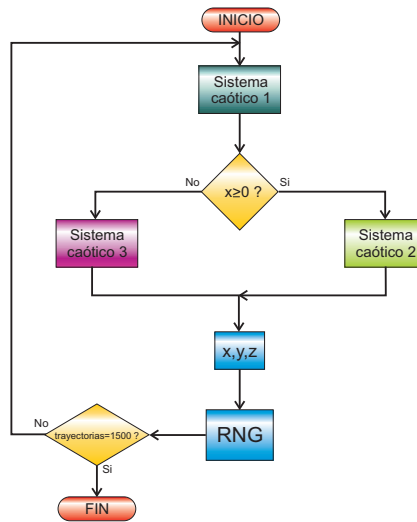 INICIO
Sistema
caótico 1
x≥0 ?
No
Si
Sistema
caótico 3
Sistema
caótico 2
x,y,z
RNG
trayectorias=1500 ?
No
Si
FIN